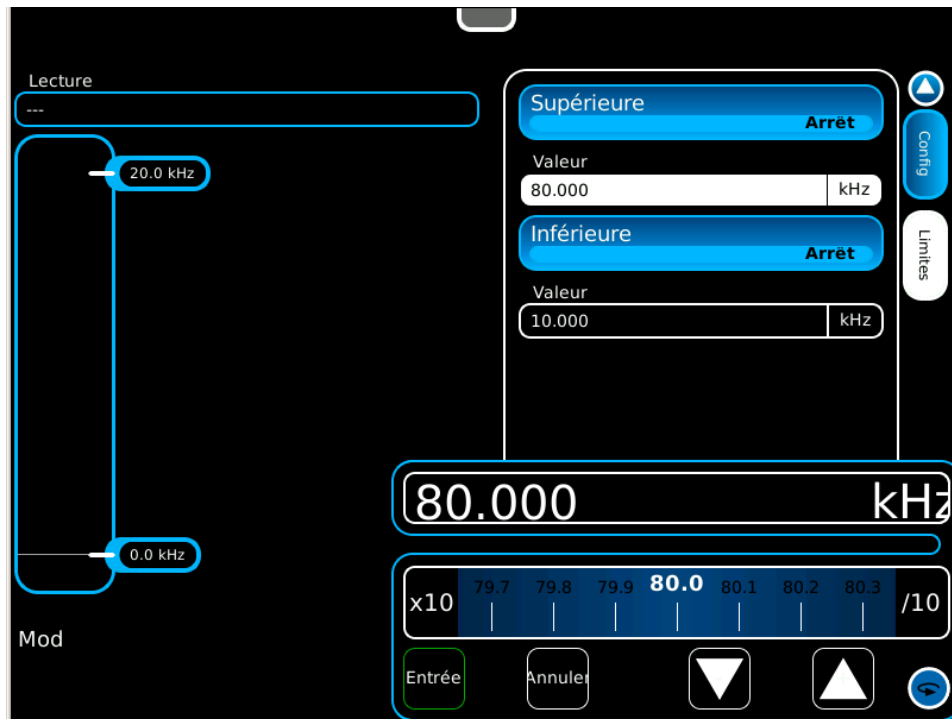 Lecture
---
20.0 kHz
0.0 kHz
Mod
Supérieure
Arrêt
Valeur
80.000 kHz
Inférieure
Arrêt
Valeur
10.000 kHz
Config
Limites
80.000 kHz
x10 79.7 79.8 79.9 80.0 80.1 80.2 80.3 /10
Entrée Annuler